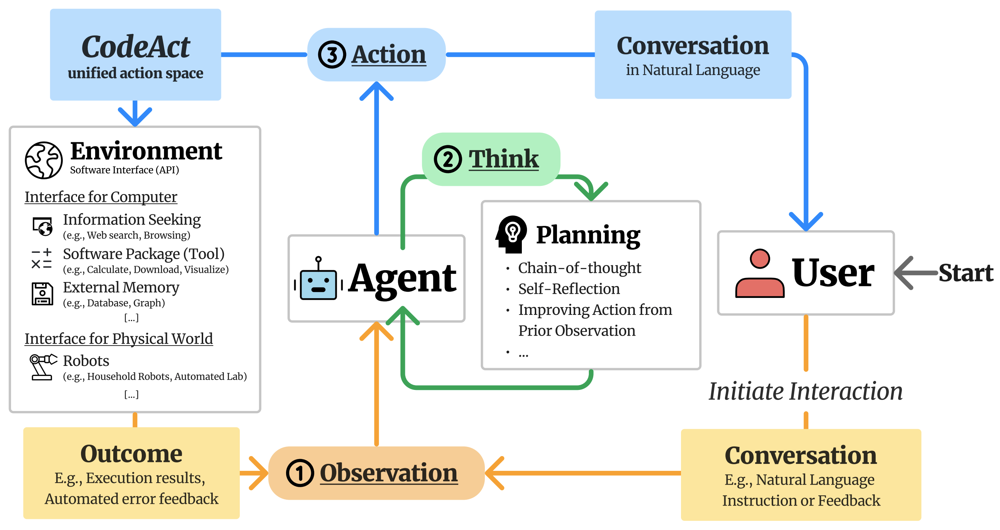 CodeAct
unified action space
3 Action
Conversation
in Natural Language
Environment
Software Interface (API)
Interface for Computer
Information Seeking
(e.g., Web search, Browsing)
Software Package (Tool)
(e.g., Calculate, Download, Visualize)
External Memory
(e.g., Database, Graph)
[...]
Interface for Physical World
Robots
(e.g., Household Robots, Automated Lab)
[...]
2 Think
Agent
Planning
· Chain-of-thought
· Self-Reflection
· Improving Action from
Prior Observation
· ...
User
Start
Initiate Interaction
Outcome
E.g., Execution results,
Automated error feedback
1 Observation
Conversation
E.g., Natural Language
Instruction or Feedback